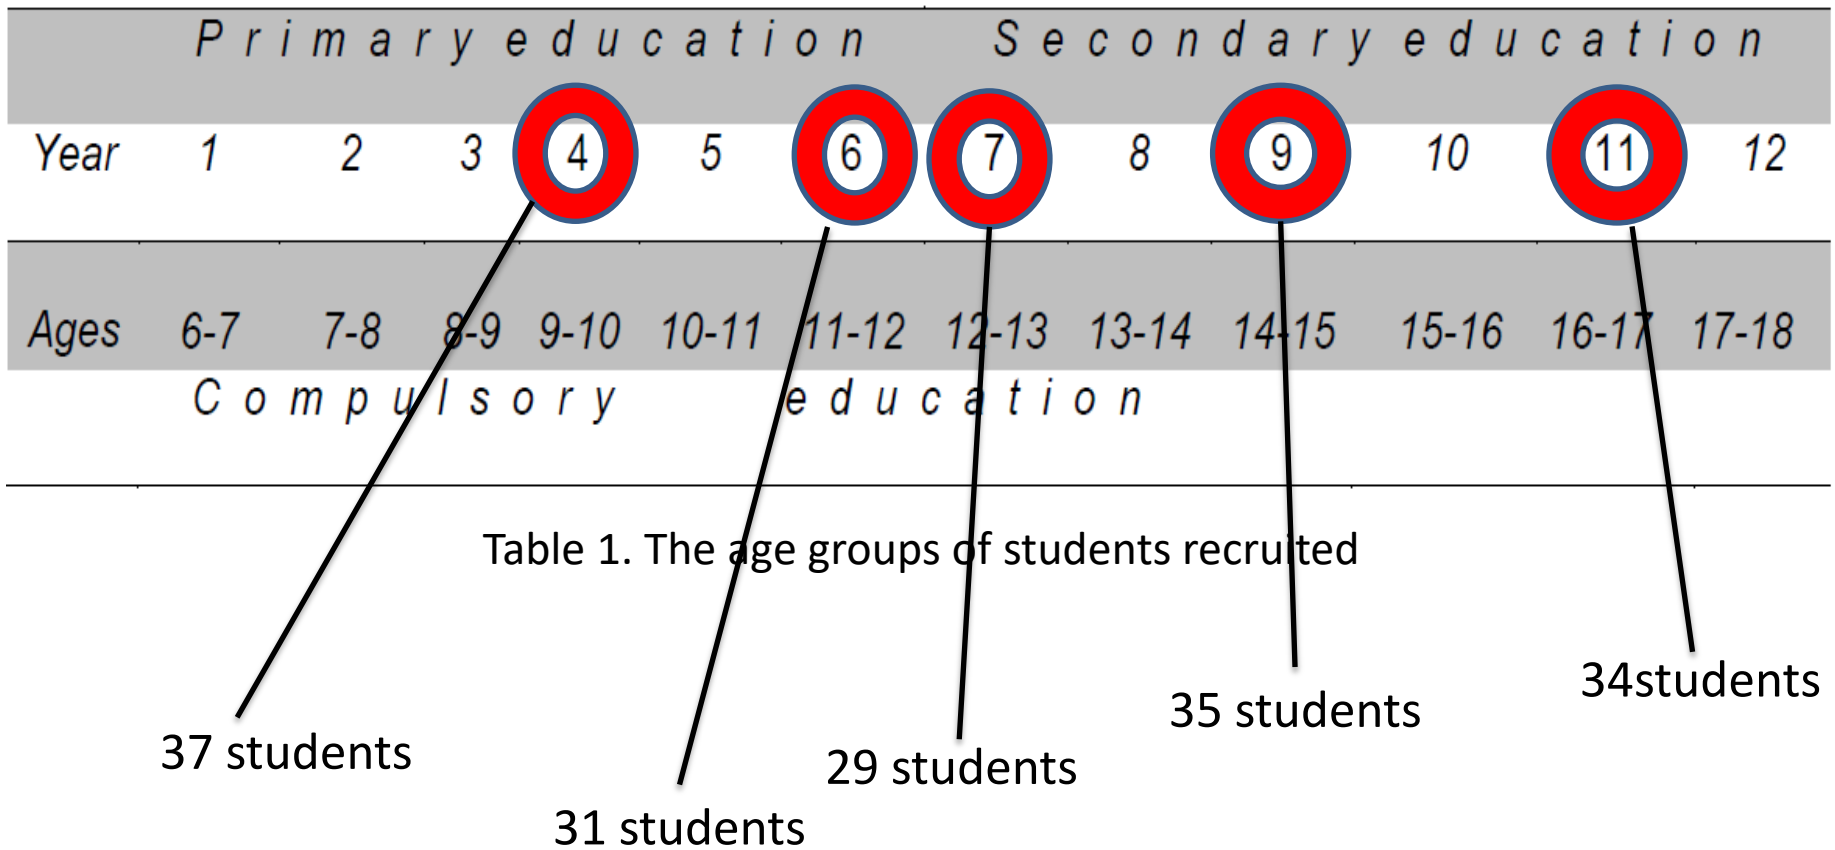 Primary education Secondary education
Year 1 2 3 4 5 6 7 8 9 10 11 12
Ages 6-7 7-8 8-9 9-10 10-11 11-12 12-13 13-14 14-15 15-16 16-17 17-18
Compulsory education
Table 1. The age groups of students recruited
34students
35 students
37 students
29 students
31 students